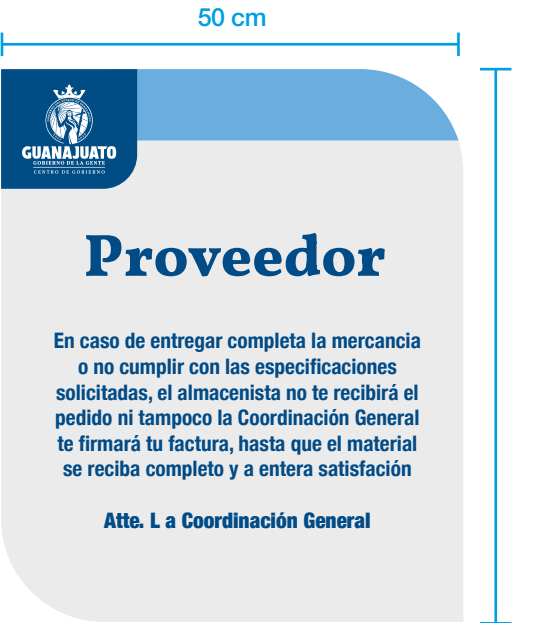 50 cm
GUANAJUATO
GOBIERNO DE LA GENTE
CENTRO DE GOBIERNO
Proveedor
En caso de entregar completa la mercancia
o no cumplir con las especificaciones
solicitadas, el almacenista no te recibirá el
pedido ni tampoco la Coordinación General
te firmará tu factura, hasta que el material
se reciba completo y a entera satisfacción
Atte. L a Coordinación General